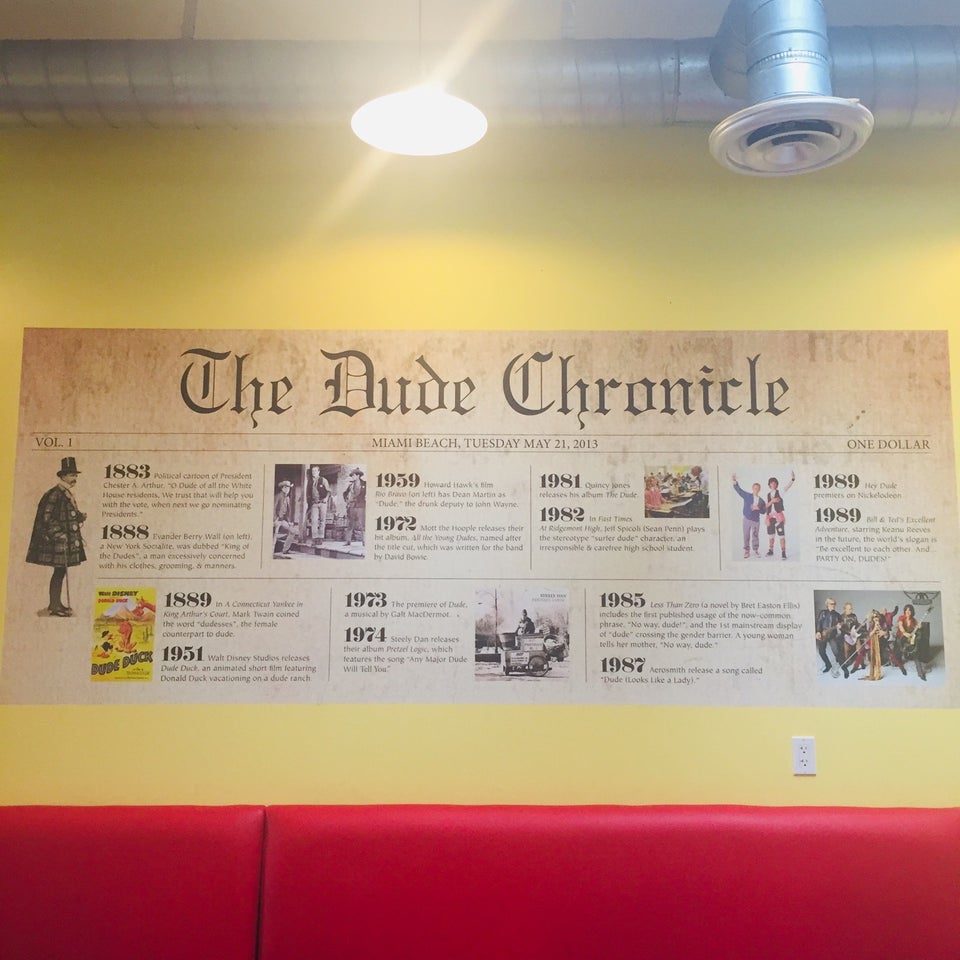 The Dude Chronicle
VOL. 1
MIAMI BEACH, TUESDAY MAY 21, 2013
ONE DOLLAR
1883 Political cartoon of President
Chester A. Arthur, "O Dude of all the White
House residents, We trust that will help you
with the vote, when next we go nominating
Presidents."
1888 Evander Berry Wall (on left),
a New York Socialite, was dubbed "King of
the Dudes", a man excessively concerned
with his clothes, grooming, & manners.
1959 Howard Hawk's film
Rio Bravo (on left) has Dean Martin as
"Dude," the drunk deputy to John Wayne.
1972 Mott the Hoople releases their
hit album, All the Young Dudes, named after
the title cut, which was written for the band
by David Bowie.
1981 Quincy Jones
releases his album The Dude.
1982 In Fast Times
At Ridgemont High, Jeff Spicoli (Sean Penn) plays
the stereotype "surfer dude" character, an
irresponsible & carefree high school student.
1989 Hey Dude
premiers on Nickelodeon.
1989 Bill & Ted's Excellent
Adventure, starring Keanu Reeves
in the future, the world's slogan is
"Be excellent to each other. And...
PARTY ON, DUDES!"
WALT DISNEY
DONALD DUCK
DUDE DUCK
1889 In A Connecticut Yankee in
King Arthur's Court, Mark Twain coined
the word "dudesses", the female
counterpart to dude.
1951 Walt Disney Studios releases
Dude Duck, an animated short film featuring
Donald Duck vacationing on a dude ranch.
1973 The premiere of Dude,
a musical by Galt MacDermot.
1974 Steely Dan releases
their album Pretzel Logic, which
features the song "Any Major Dude
Will Tell You"
STEELY DAN
1985 Less Than Zero (a novel by Bret Easton Ellis)
includes the first published usage of the now-common
phrase, "No way, dude!", and the 1st mainstream display
of "dude" crossing the gender barrier. A young woman
tells her mother, "No way, dude."
1987 Aerosmith release a song called
"Dude (Looks Like a Lady)."